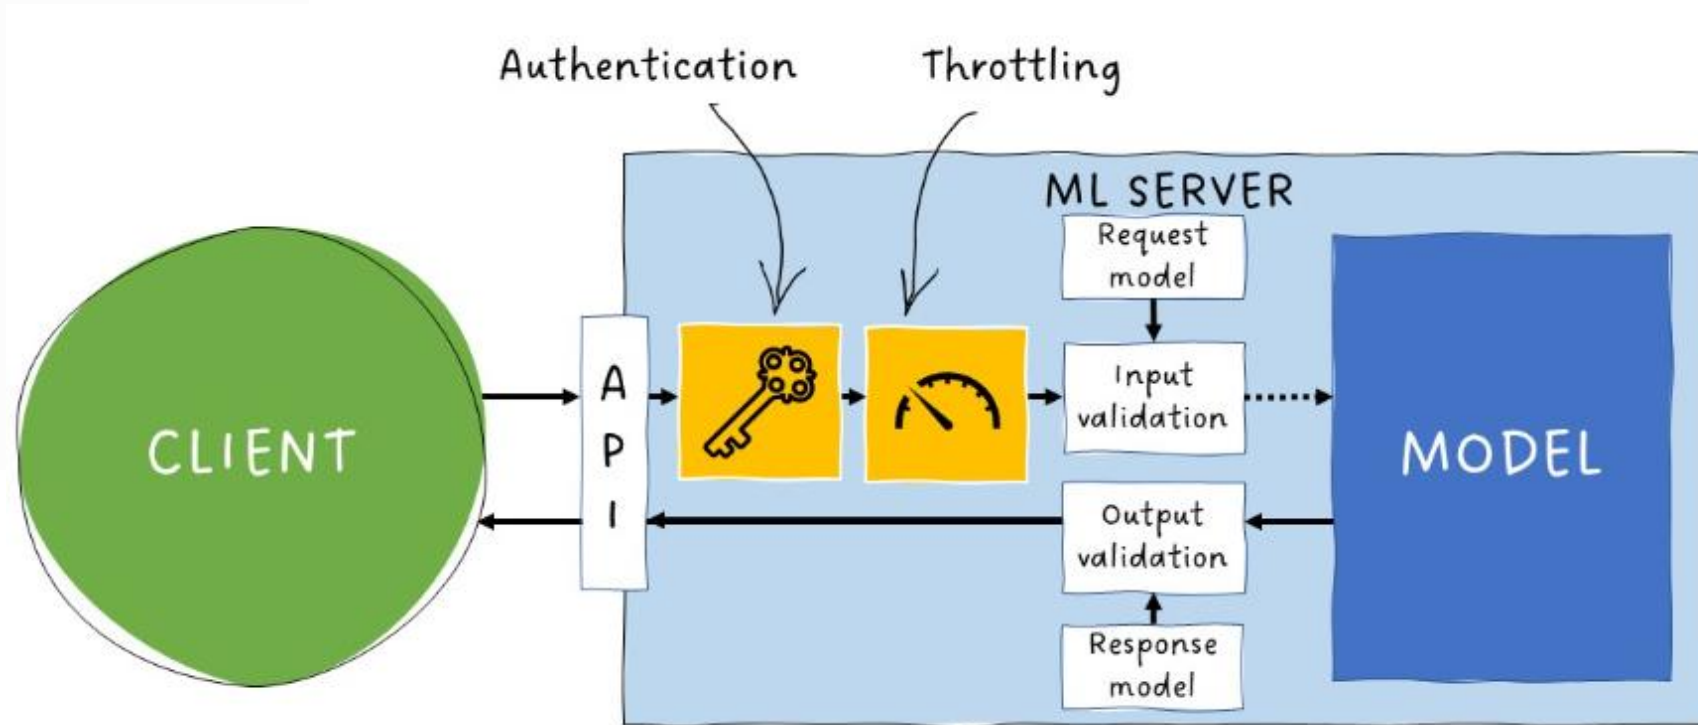 Authentication
Throttling
ML SERVER
Request
model
CLIENT
A
P
I
Input
validation
MODEL
Output
validation
Response
model